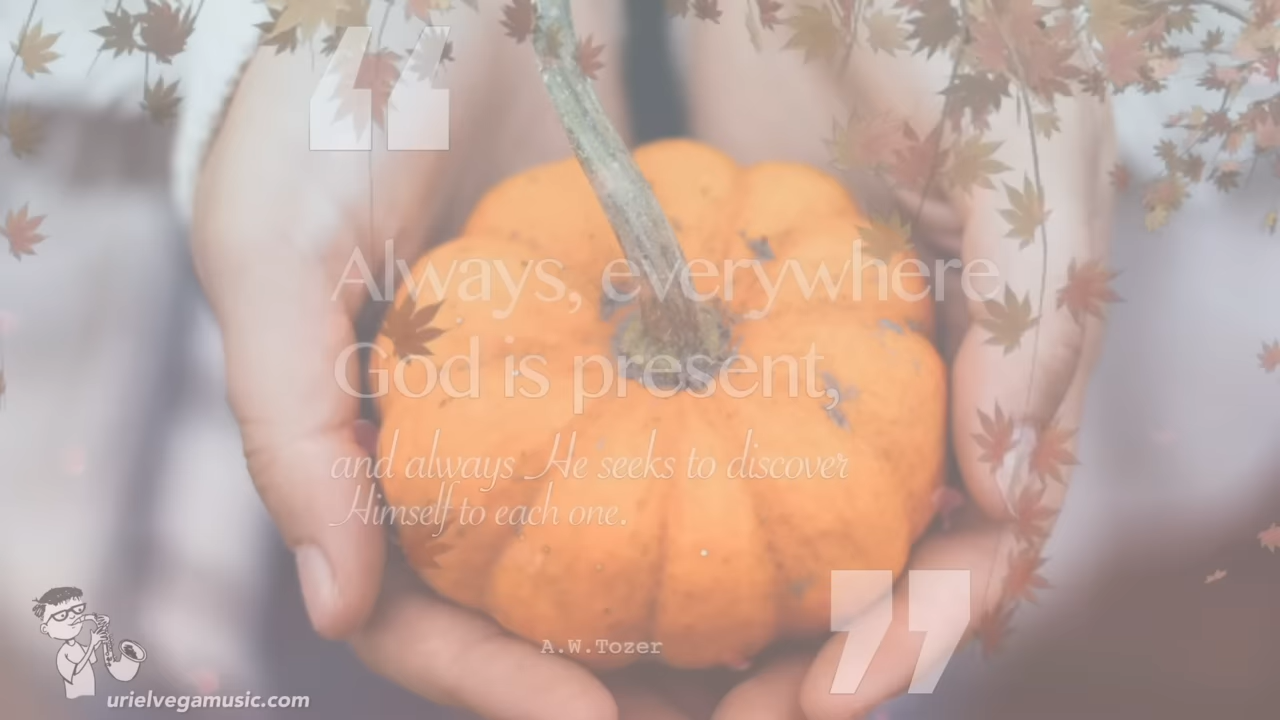 “
Always, everywhere
God is present,
and always He seeks to discover
Himself to each one.
”
A.W.Tozer
urielvegamusic.com